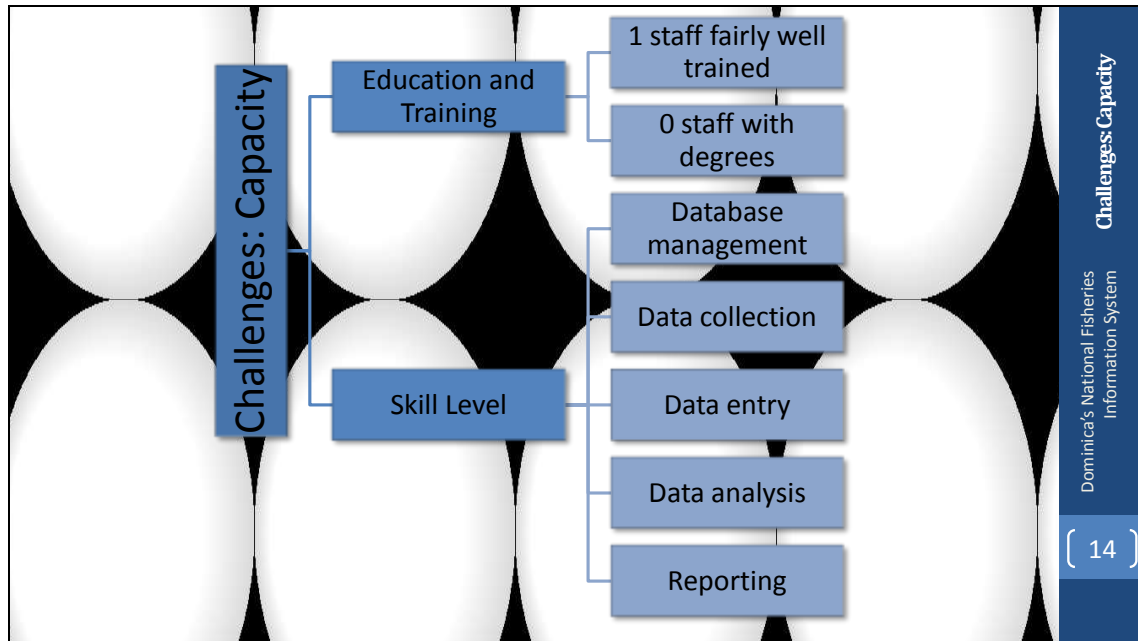 Challenges: Capacity
Education and
Training
1 staff fairly well
trained
0 staff with
degrees
Skill Level
Database
management
Data collection
Data entry
Data analysis
Reporting
Challenges: Capacity
Dominica's National Fisheries
Information System
14